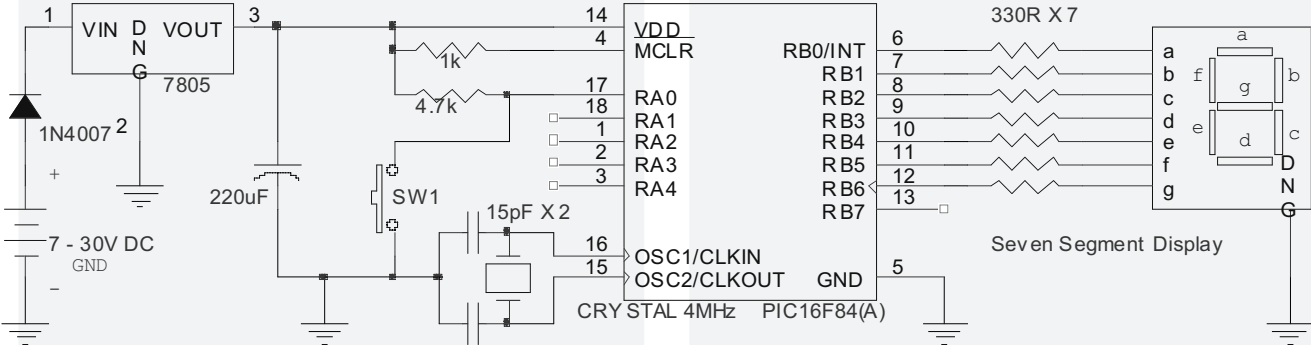 1
VIN
GND
VOUT
3
7805
2
1N4007
+
7 - 30V DC
GND
–
220uF
1k
4.7k
SW1
15pF X 2
CRYSTAL 4MHz
PIC16F84(A)
14 VDD
4 MCLR
17 RA0
18 RA1
1 RA2
2 RA3
3 RA4
16 OSC1/CLKIN
15 OSC2/CLKOUT
RB0/INT 6
RB1 7
RB2 8
RB3 9
RB4 10
RB5 11
RB6 12
RB7 13
GND 5
330R X 7
a
b
c
d
e
f
g
a
f
b
g
e
d
c
GND
Seven Segment Display